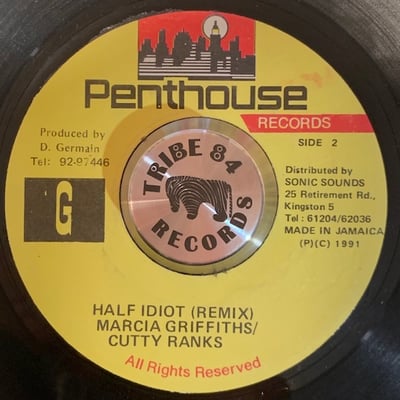 Penthouse
RECORDS
Produced by
D. Germain
Tel: 92-97446
SIDE 2
G
TRIBE 84
RECORDS
Distributed by
SONIC SOUNDS
25 Retirement Rd.,
Kingston 5
Tel : 61204/62036
MADE IN JAMAICA
(P)(C) 1991
HALF IDIOT (REMIX)
MARCIA GRIFFITHS/
CUTTY RANKS
All Rights Reserved